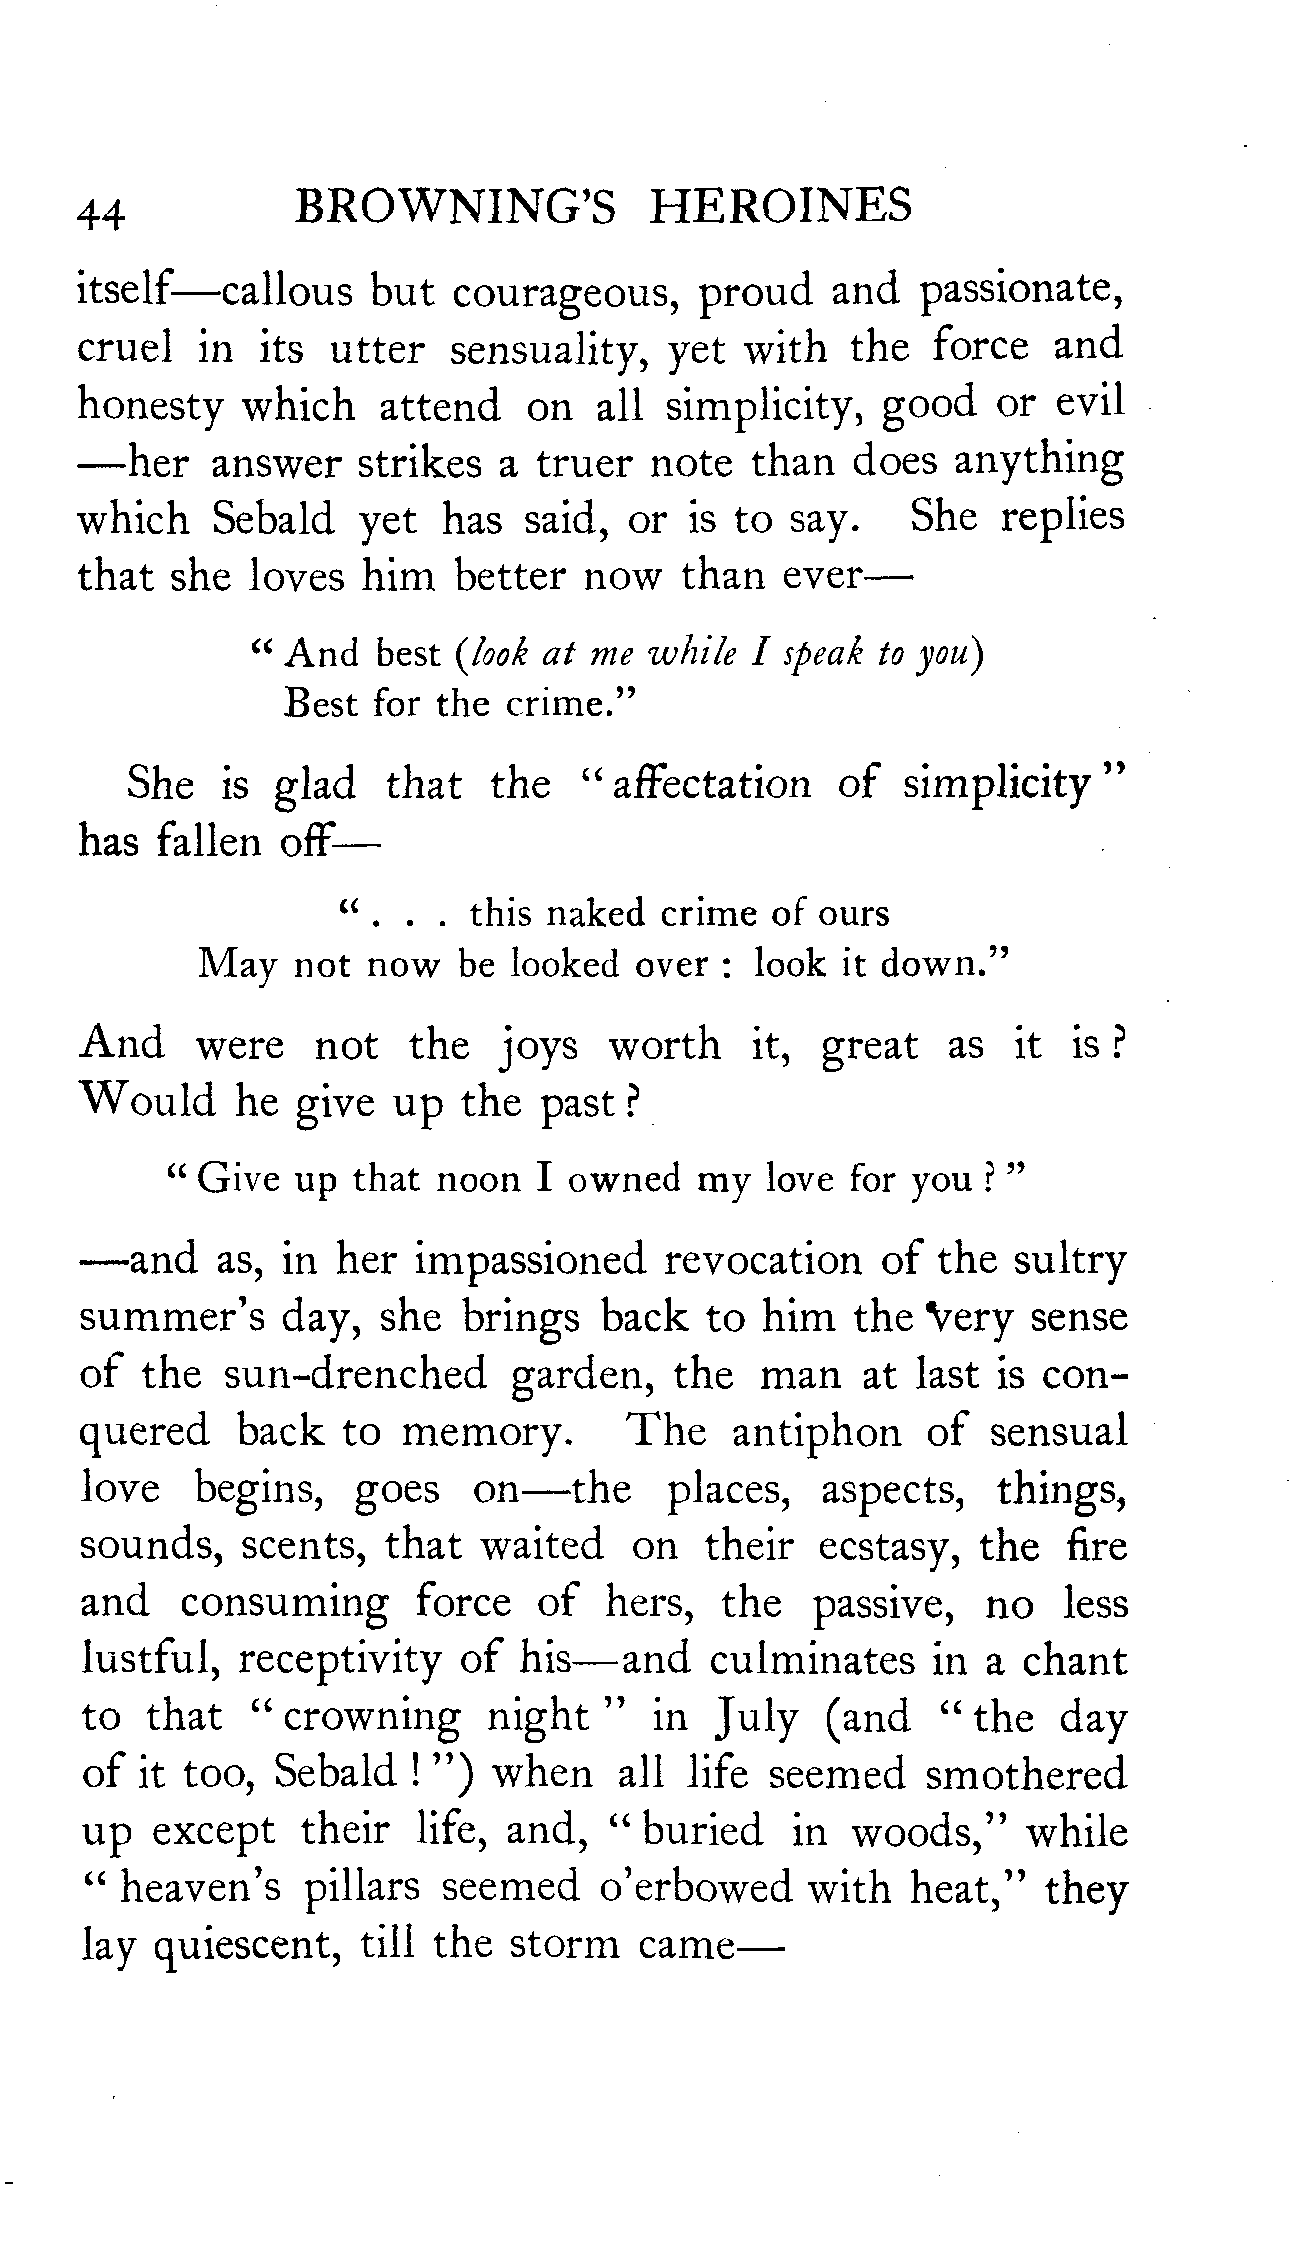 44 BROWNING'S HEROINES
itself—callous but courageous, proud and passionate,
cruel in its utter sensuality, yet with the force and
honesty which attend on all simplicity, good or evil
—her answer strikes a truer note than does anything
which Sebald yet has said, or is to say. She replies
that she loves him better now than ever—
“ And best (look at me while I speak to you)
Best for the crime.”
She is glad that the “ affectation of simplicity ”
has fallen off—
“ . . . this naked crime of ours
May not now be looked over : look it down.”
And were not the joys worth it, great as it is ?
Would he give up the past ?
“ Give up that noon I owned my love for you ? ”
—and as, in her impassioned revocation of the sultry
summer's day, she brings back to him the very sense
of the sun-drenched garden, the man at last is con-
quered back to memory. The antiphon of sensual
love begins, goes on—the places, aspects, things,
sounds, scents, that waited on their ecstasy, the fire
and consuming force of hers, the passive, no less
lustful, receptivity of his—and culminates in a chant
to that “ crowning night ” in July (and “ the day
of it too, Sebald ! ”) when all life seemed smothered
up except their life, and, “ buried in woods,” while
“ heaven's pillars seemed o'erbowed with heat,” they
lay quiescent, till the storm came—